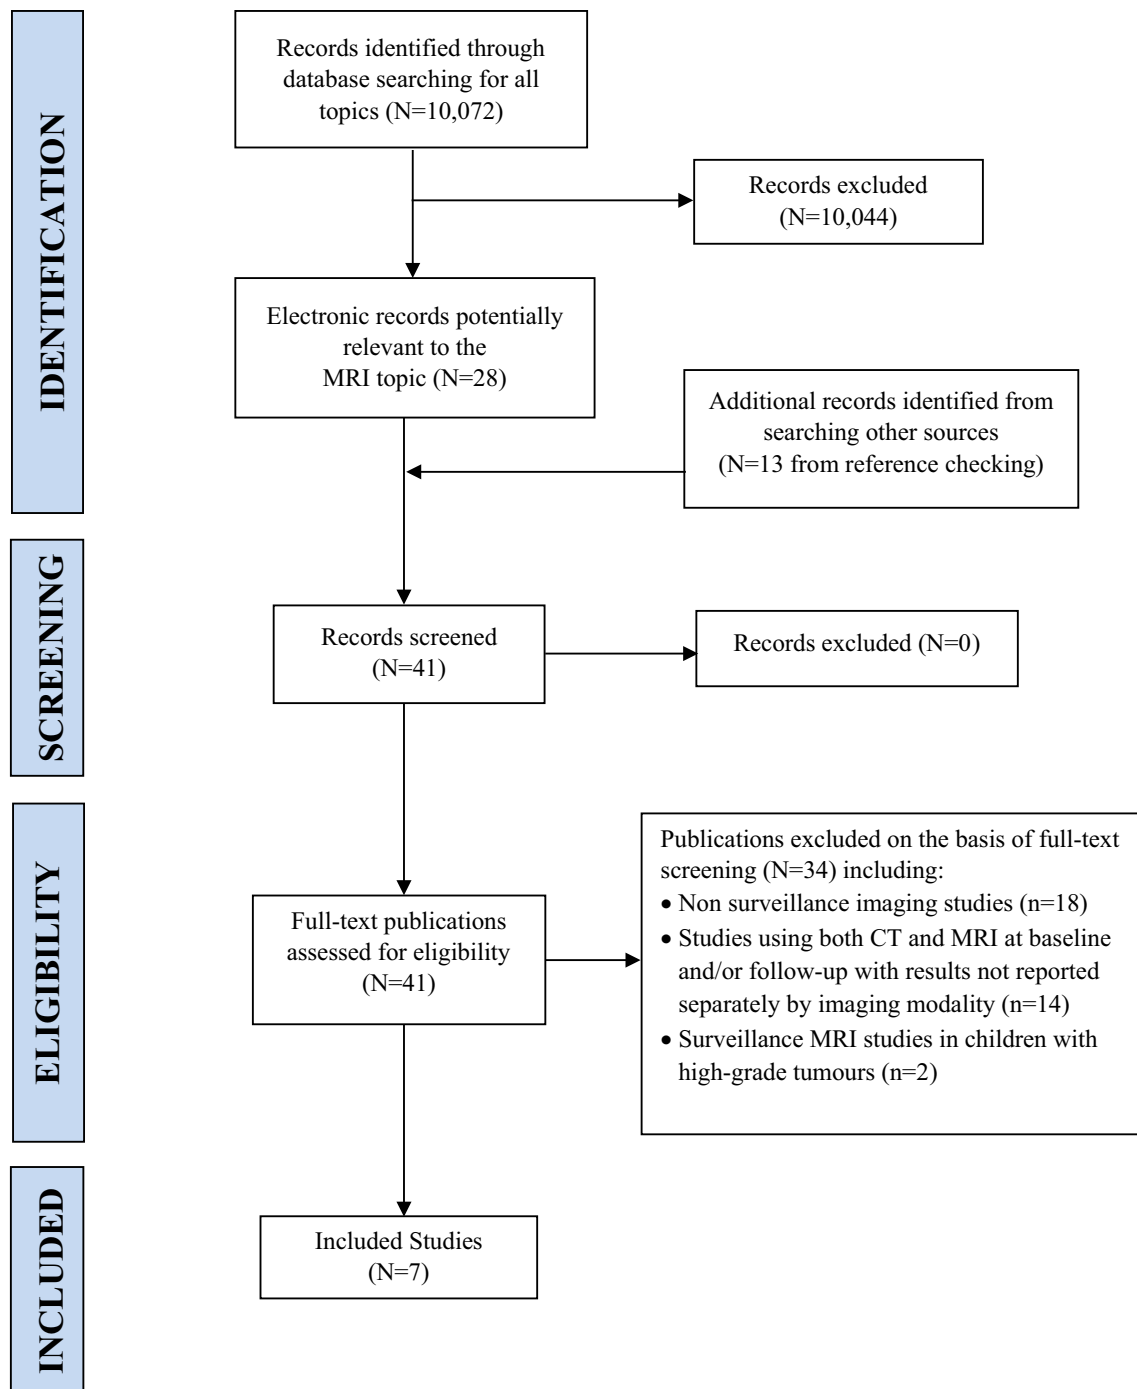 IDENTIFICATION
Records identified through
database searching for all
topics (N=10,072)
Records excluded
(N=10,044)
Electronic records potentially
relevant to the
MRI topic (N=28)
Additional records identified from
searching other sources
(N=13 from reference checking)
SCREENING
Records screened
(N=41)
Records excluded (N=0)
ELIGIBILITY
Full-text publications
assessed for eligibility
(N=41)
Publications excluded on the basis of full-text
screening (N=34) including:
• Non surveillance imaging studies (n=18)
• Studies using both CT and MRI at baseline
and/or follow-up with results not reported
separately by imaging modality (n=14)
• Surveillance MRI studies in children with
high-grade tumours (n=2)
INCLUDED
Included Studies
(N=7)